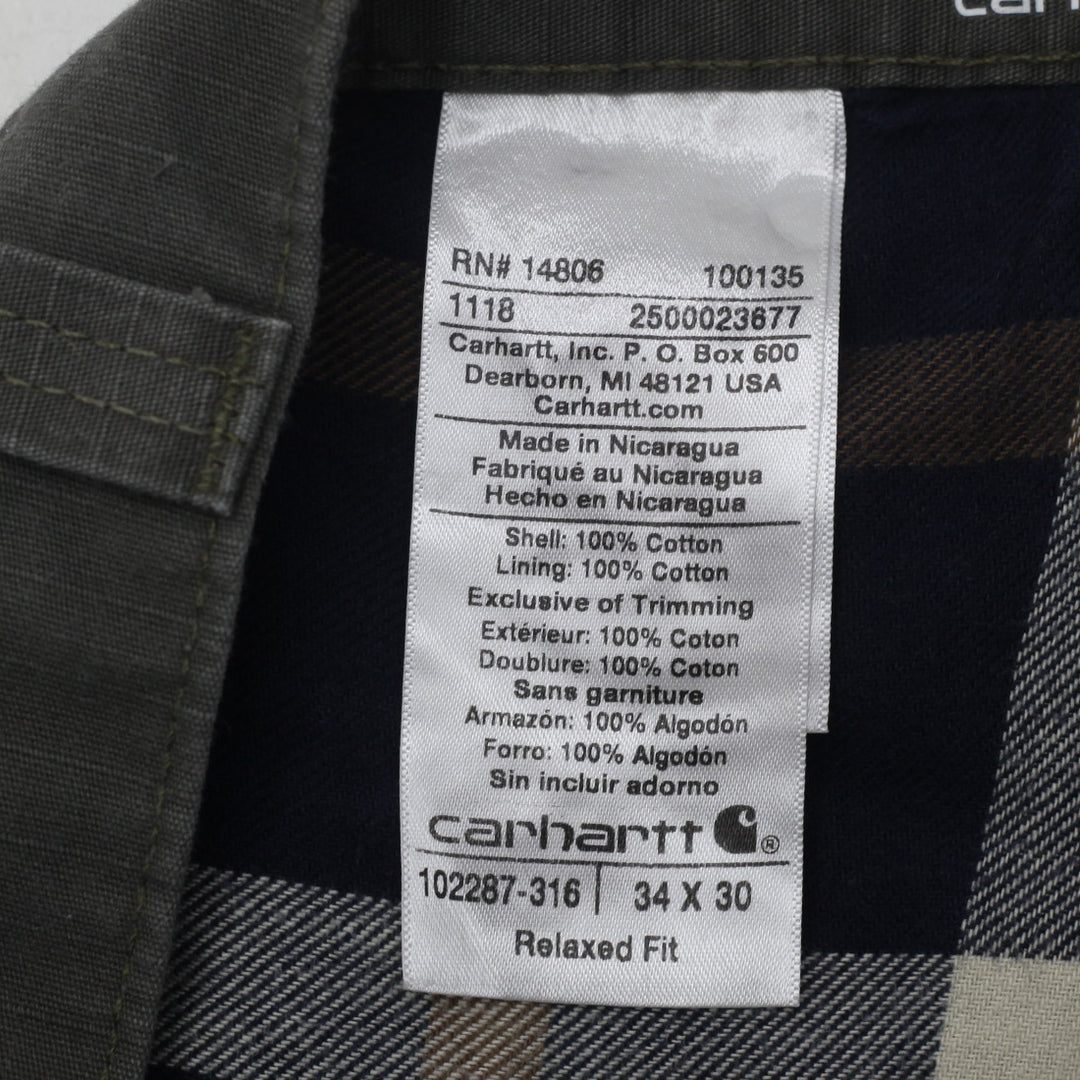 RN# 14806 100135
1118 2500023677
Carhartt, Inc. P. O. Box 600
Dearborn, MI 48121 USA
Carhartt.com
Made in Nicaragua
Fabriqué au Nicaragua
Hecho en Nicaragua
Shell: 100% Cotton
Lining: 100% Cotton
Exclusive of Trimming
Extérieur: 100% Coton
Doublure: 100% Coton
Sans garniture
Armazón: 100% Algodón
Forro: 100% Algodón
Sin incluir adorno
carhartt ®
102287-316 | 34 X 30
Relaxed Fit